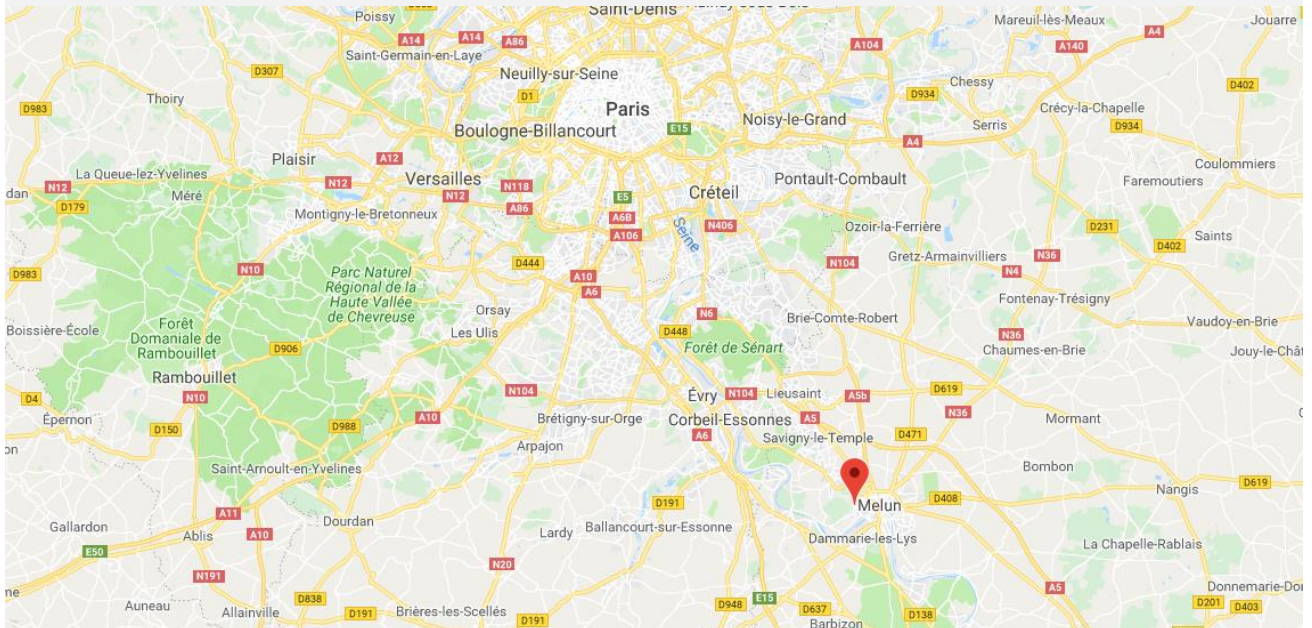 Saint-Denis
Poissy
Mareuil-lès-Meaux
Jouarre
A14
A14
A86
A104
A140
A4
Saint-Germain-en-Laye
D307
Neuilly-sur-Seine
Chessy
D402
Thoiry
D983
D1
Paris
D934
Crécy-la-Chapelle
Boulogne-Billancourt
E15
Noisy-le-Grand
Serris
D934
A4
Plaisir
A12
Coulommiers
La Queue-lez-Yvelines
Versailles
N118
Créteil
Pontault-Combault
Faremoutiers
N12
N12
N12
dan
Méré
D179
A86
E5
Montigny-le-Bretonneux
A6B
N406
Ozoir-la-Ferrière
D231
A106
Seine
Saints
D402
D983
N10
D444
N104
Gretz-Armainvilliers
N36
N4
Parc Naturel
Régional de la
Haute Vallée
de Chevreuse
A10
A6
Fontenay-Trésigny
Orsay
N6
Brie-Comte-Robert
Boissière-École
Forêt
Domaniale de
Rambouillet
Les Ulis
D448
Vaudoy-en-Brie
N36
D906
Forêt de Sénart
Chaumes-en-Brie
Jouy-le-Chât
Rambouillet
N10
N104
Évry
N104
Lieusaint
A5b
D619
D4
Épernon
A10
Brétigny-sur-Orge
Corbeil-Essonnes
A5
N36
Mormant
D150
D988
A6
Savigny-le-Temple
D471
on
Arpajon
Saint-Arnoult-en-Yvelines
Bombon
D619
Nangis
D191
Melun
D408
A11
Gallardon
Dourdan
Ballancourt-sur-Essonne
Ablis
A10
Lardy
Dammarie-les-Lys
La Chapelle-Rablais
E50
N20
N191
A5
Donnemarie-Don
me
Auneau
D838
E15
D201
D403
Allainville
D191
Brières-les-Scellés
D191
D948
D637
D138
Barbizon